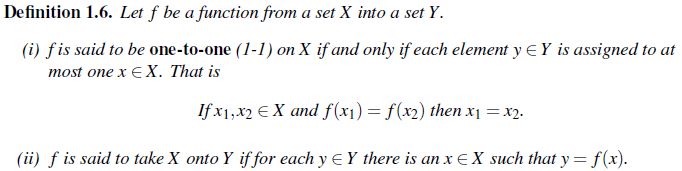 Definition 1.6. Let f be a function from a set X into a set Y.
(i) f is said to be one-to-one (1-1) on X if and only if each element y ∈ Y is assigned to at
most one x ∈ X. That is
If x₁, x₂ ∈ X and f(x₁) = f(x₂) then x₁ = x₂.
(ii) f is said to take X onto Y if for each y ∈ Y there is an x ∈ X such that y = f(x).